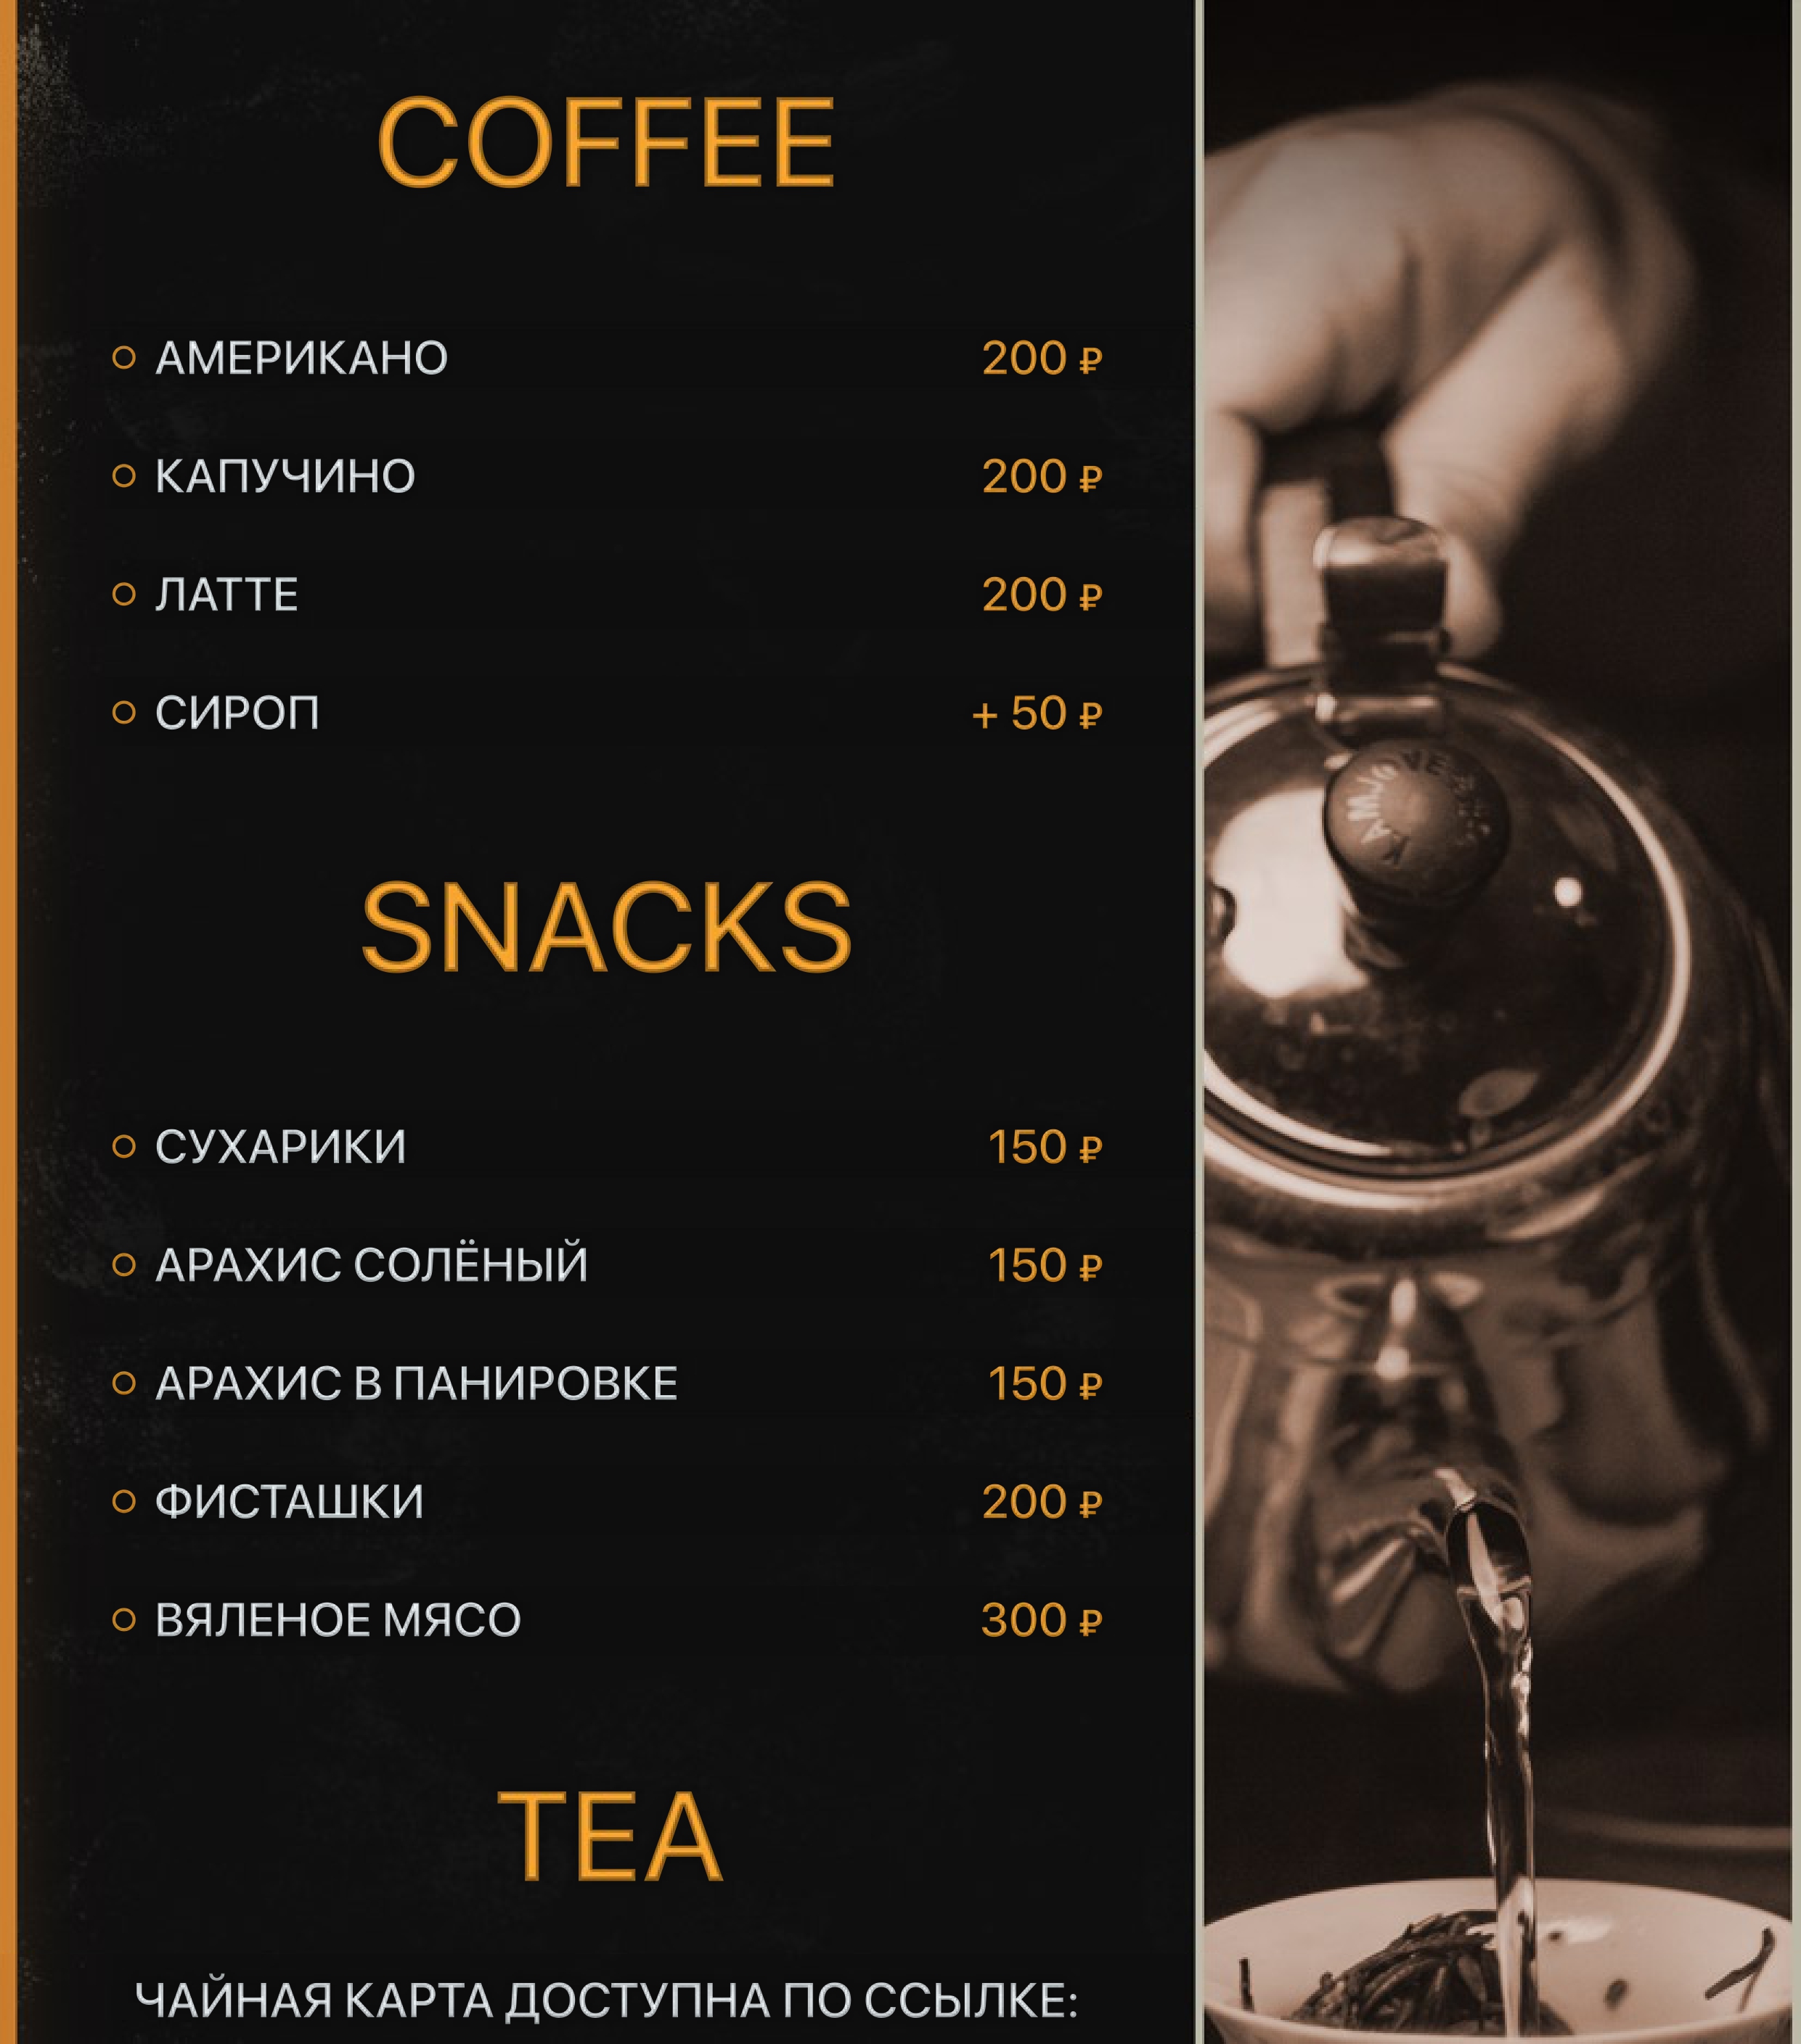 COFFEE
АМЕРИКАНО 200 ₽
КАПУЧИНО 200 ₽
ЛАТТЕ 200 ₽
СИРОП + 50 ₽
SNACKS
СУХАРИКИ 150 ₽
АРАХИС СОЛЁНЫЙ 150 ₽
АРАХИС В ПАНИРОВКЕ 150 ₽
ФИСТАШКИ 200 ₽
ВЯЛЕНОЕ МЯСО 300 ₽
TEA
ЧАЙНАЯ КАРТА ДОСТУПНА ПО ССЫЛКЕ: